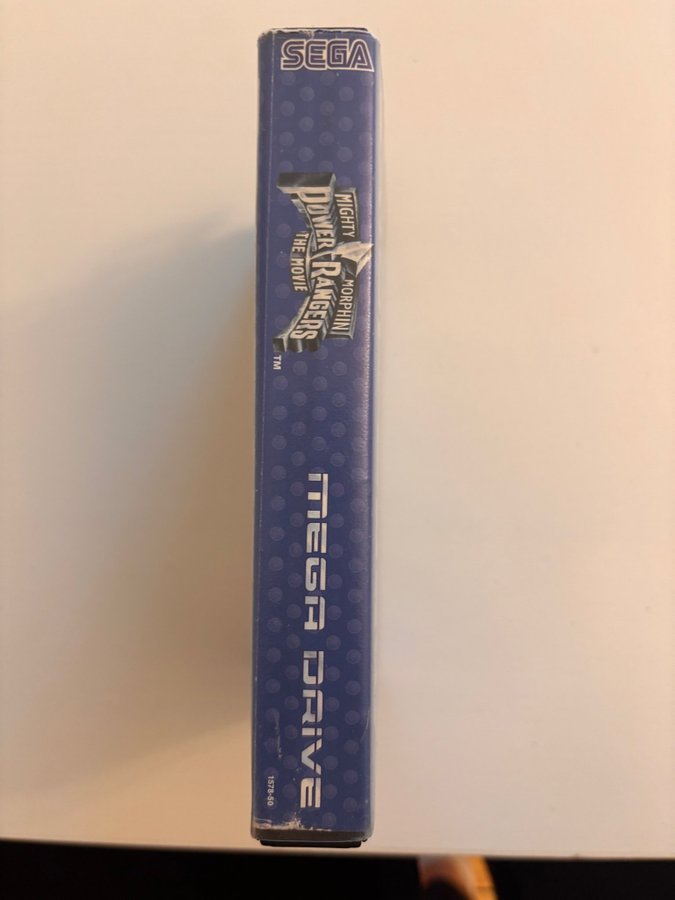 SEGA
MIGHTY MORPHIN
POWER RANGERS
THE MOVIE
TM
MEGA DRIVE
1578-50